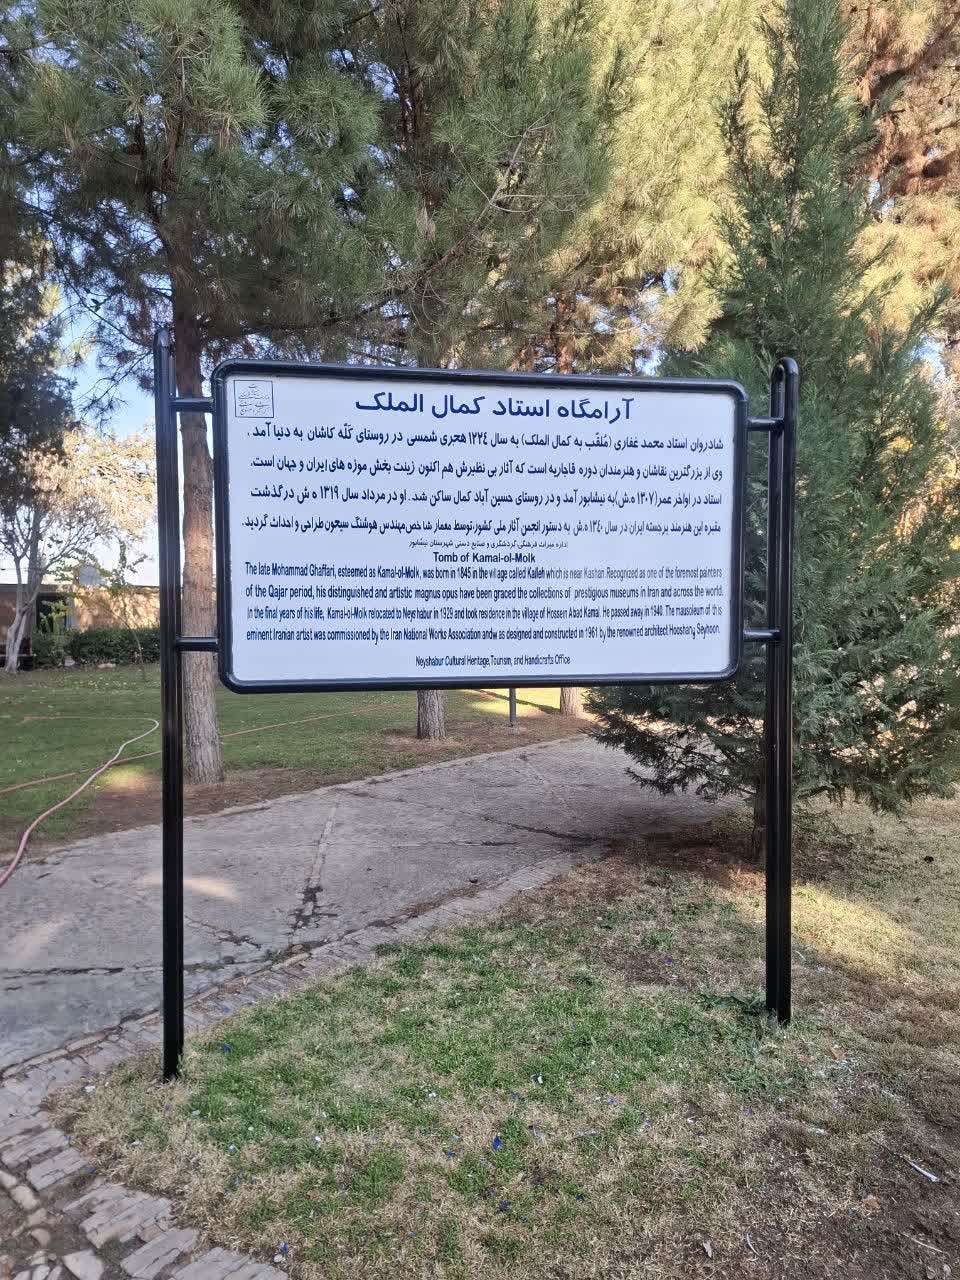 آرامگاه استاد کمال الملک
شادروان استاد محمد غفاری (مُلقّب به کمال الملک) به سال ۱۲۲٤ هجری شمسی در روستای کَلّه کاشان به دنیا آمد .
وی از بزرگترین نقاشان و هنرمندان دوره قاجاریه است که آثار بی نظیرش هم اکنون زینت بخش موزه های ایران و جهان است.
استاد در اواخر عمر(۱۳۰۷ ه.ش)به نیشابور آمد و در روستای حسین آباد کمال ساکن شد . او در مرداد سال ۱۳۱۹ ه ش درگذشت
مقبره این هنرمند برجسته ایران در سال ۱۳٤۰ ه.ش به دستور انجمن آثار ملی کشور،توسط معمار شاخص مهندس هوشنگ سیحون طراحی و احداث گردید.
اداره میراث فرهنگی،گردشگری و صنایع دستی شهرستان نیشابور
Tomb of Kamal-ol-Molk
The late Mohammad Ghaffari, esteemed as Kamal-ol-Molk, was born in 1845 in the village called Kalleh which is near Kashan Recognized as one of the foremost painters
of the Qajar period, his distinguished and artistic magnus opus have been graced the collections of prestigious museums in Iran and across the world.
In the final years of his life, Kamal-ol-Molk relocated to Neyshabur in 1929 and took residence in the village of Hossein Abad Kamal. He passed away in 1940. The mausoleum of this
eminent Iranian artist was commissioned by the Iran National Works Association andw as designed and constructed in 1961 by the renowned architect Hooshang Seyhoon.
Neyshabur Cultural Heritage,Tourism, and Handicrafts Office